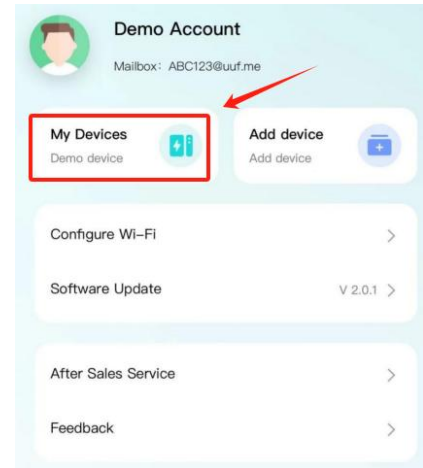 Demo Account
Mailbox: ABC123@uuf.me
My Devices
Demo device
Add device
Add device
Configure Wi-Fi
Software Update V 2.0.1
After Sales Service
Feedback